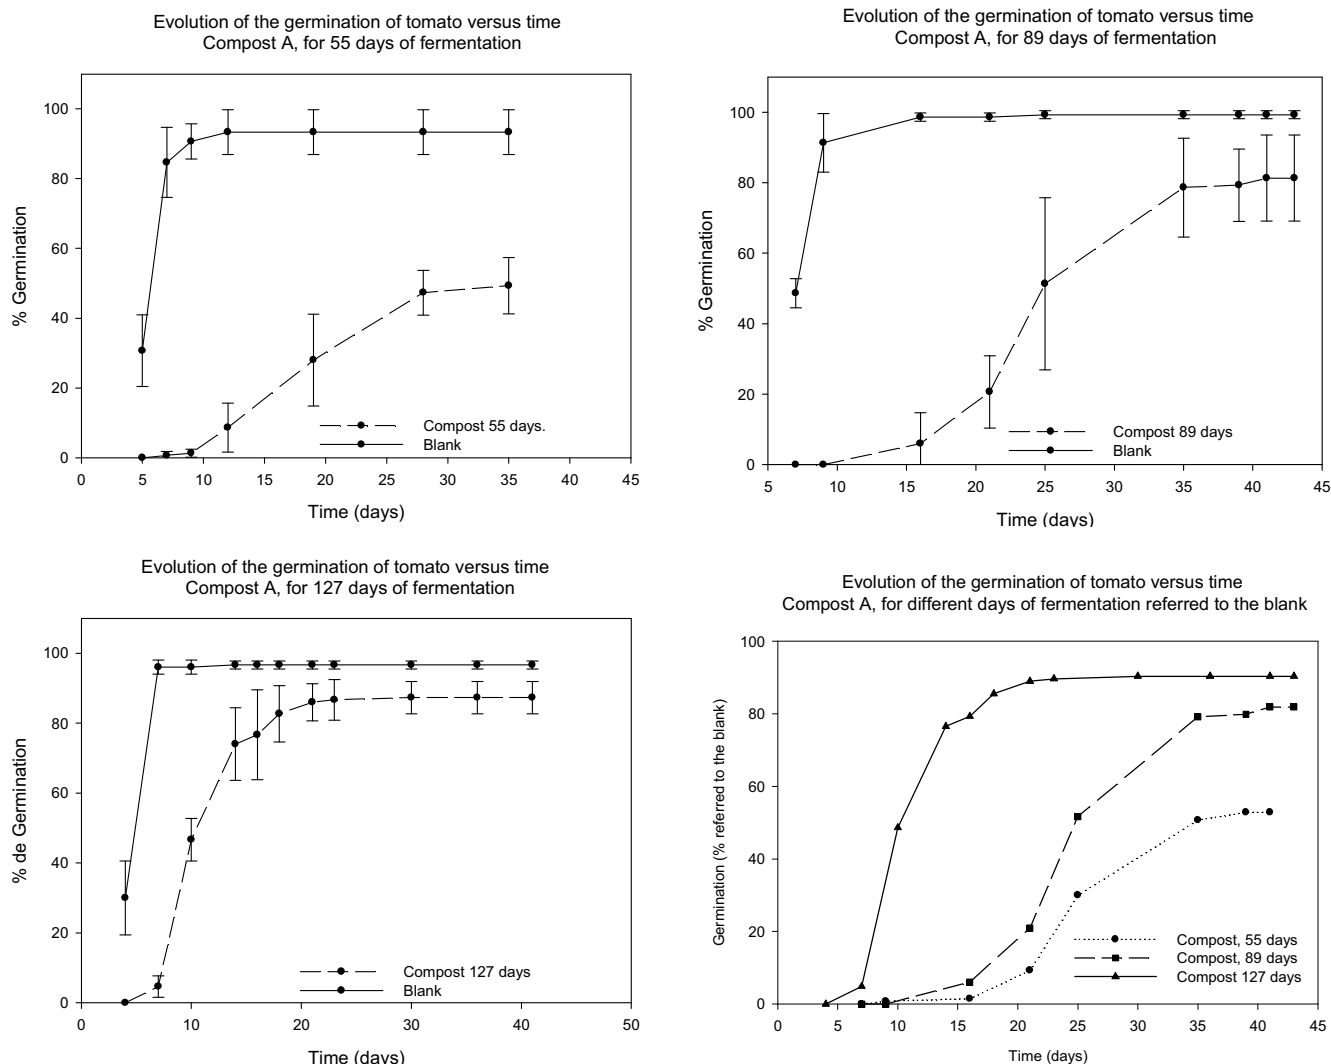 Evolution of the germination of tomato versus time
Compost A, for 55 days of fermentation
% Germination
100
80
60
40
20
0
Compost 55 days.
Blank
0 5 10 15 20 25 30 35 40 45
Time (days)
Evolution of the germination of tomato versus time
Compost A, for 89 days of fermentation
% Germination
100
80
60
40
20
0
Compost 89 days
Blank
5 10 15 20 25 30 35 40 45
Time (days)
Evolution of the germination of tomato versus time
Compost A, for 127 days of fermentation
% de Germination
100
80
60
40
20
0
Compost 127 days
Blank
0 10 20 30 40 50
Time (days)
Evolution of the germination of tomato versus time
Compost A, for different days of fermentation referred to the blank
Germination (% referred to the blank)
100
80
60
40
20
0
Compost, 55 days
Compost, 89 days
Compost 127 days
0 5 10 15 20 25 30 35 40 45
Time (days)